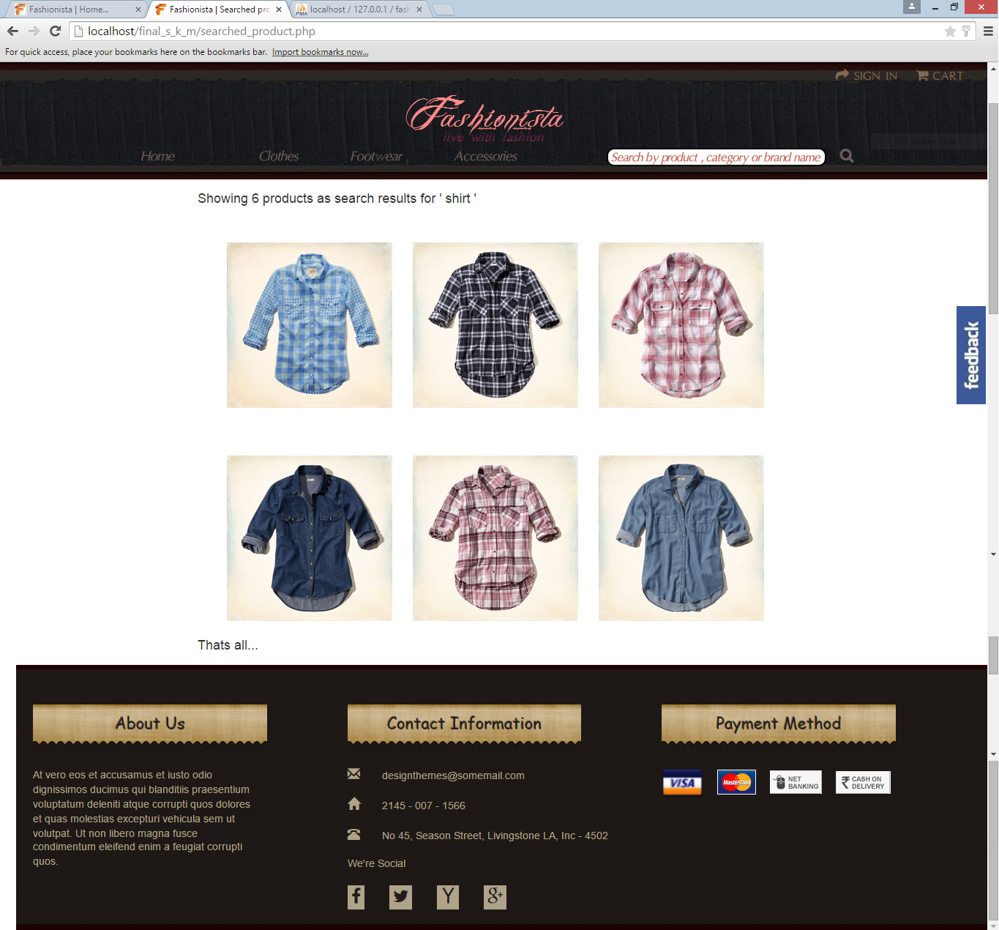 Fashionista | Home...
Fashionista | Searched pro
localhost / 127.0.0.1 / fash
localhost/final_s_k_m/searched_product.php
For quick access, place your bookmarks here on the bookmarks bar. Import bookmarks now...
SIGN IN
CART
Fashionista
live with fashion
Home
Clothes
Footwear
Accessories
Search by product , category or brand name
Showing 6 products as search results for ' shirt '
feedback
Thats all...
About Us
At vero eos et accusamus et iusto odio
dignissimos ducimus qui blanditiis praesentium
voluptatum deleniti atque corrupti quos dolores
et quas molestias excepturi vehicula sem ut
volutpat. Ut non libero magna fusce
condimentum eleifend enim a feugiat corrupti
quos.
Contact Information
designthemes@somemail.com
2145 - 007 - 1566
No 45, Season Street, Livingstone LA, Inc - 4502
We're Social
Payment Method
VISA
MasterCard
NET
BANKING
CASH ON
DELIVERY